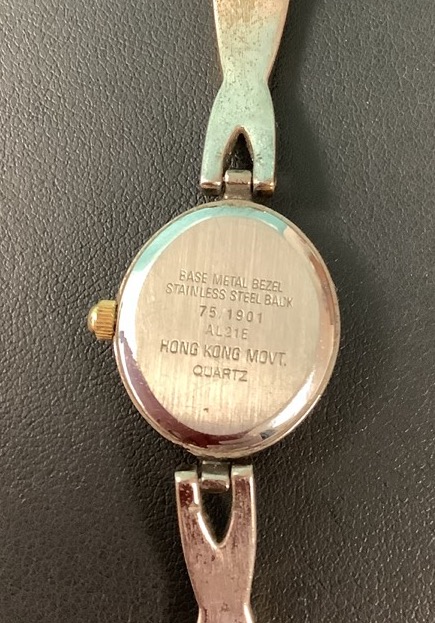 BASE METAL BEZEL
STAINLESS STEEL BACK
75 1901
AL21E
HONG KONG MOVT.
QUARTZ